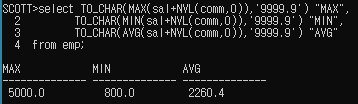 SCOTT>select TO_CHAR(MAX(sal+NVL(comm,0)),'9999.9') "MAX",
2 TO_CHAR(MIN(sal+NVL(comm,0)),'9999.9') "MIN",
3 TO_CHAR(AVG(sal+NVL(comm,0)),'9999.9') "AVG"
4 from emp;
MAX MIN AVG
-------------- -------------- --------------
5000.0 800.0 2260.4